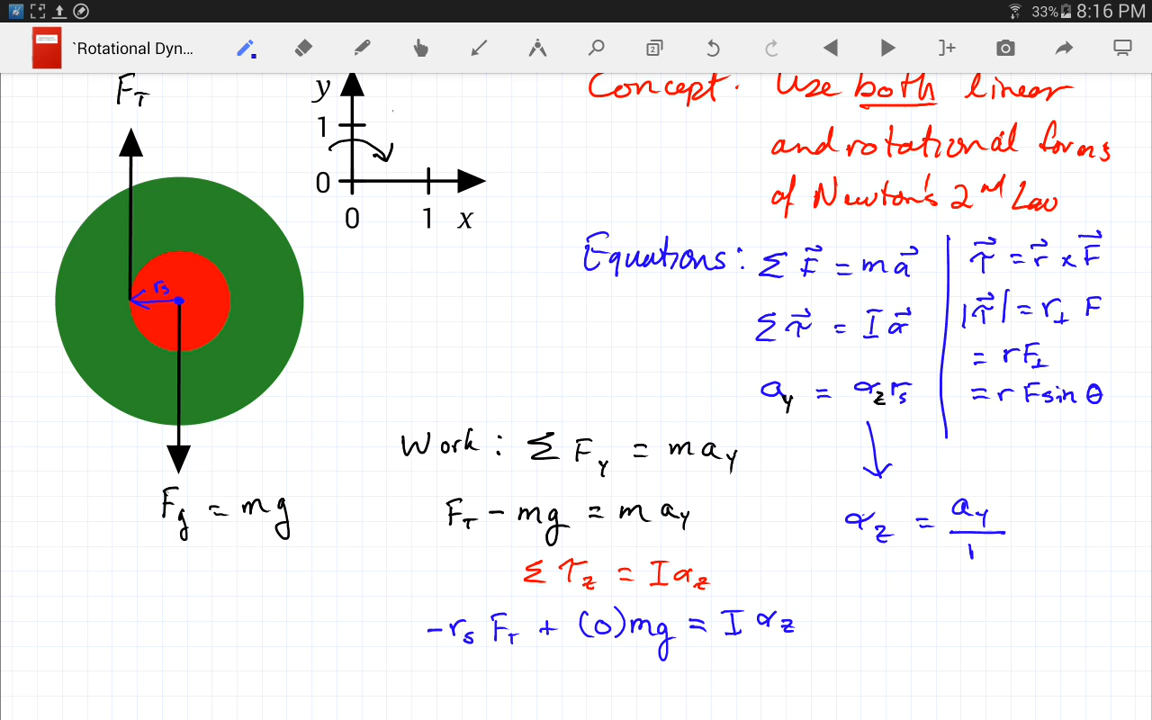 33% 8:16 PM
`Rotational Dyn...
2
]+
F_T
y
1
0
0 1 x
Concept. Use both linear
and rotational forms
of Newton's 2nd Law
Equations: Σ F⃗ = m a⃗
Σ τ⃗ = I α⃗
a_y = α_z r_s
τ⃗ = r⃗ × F⃗
|τ⃗| = r_⊥ F
= r F_⊥
= r F sin θ
r_s
F_g = mg
Work: Σ F_y = m a_y
F_T - mg = m a_y
Σ τ_z = I α_z
-r_s F_T + (0) mg = I α_z
α_z = a_y /